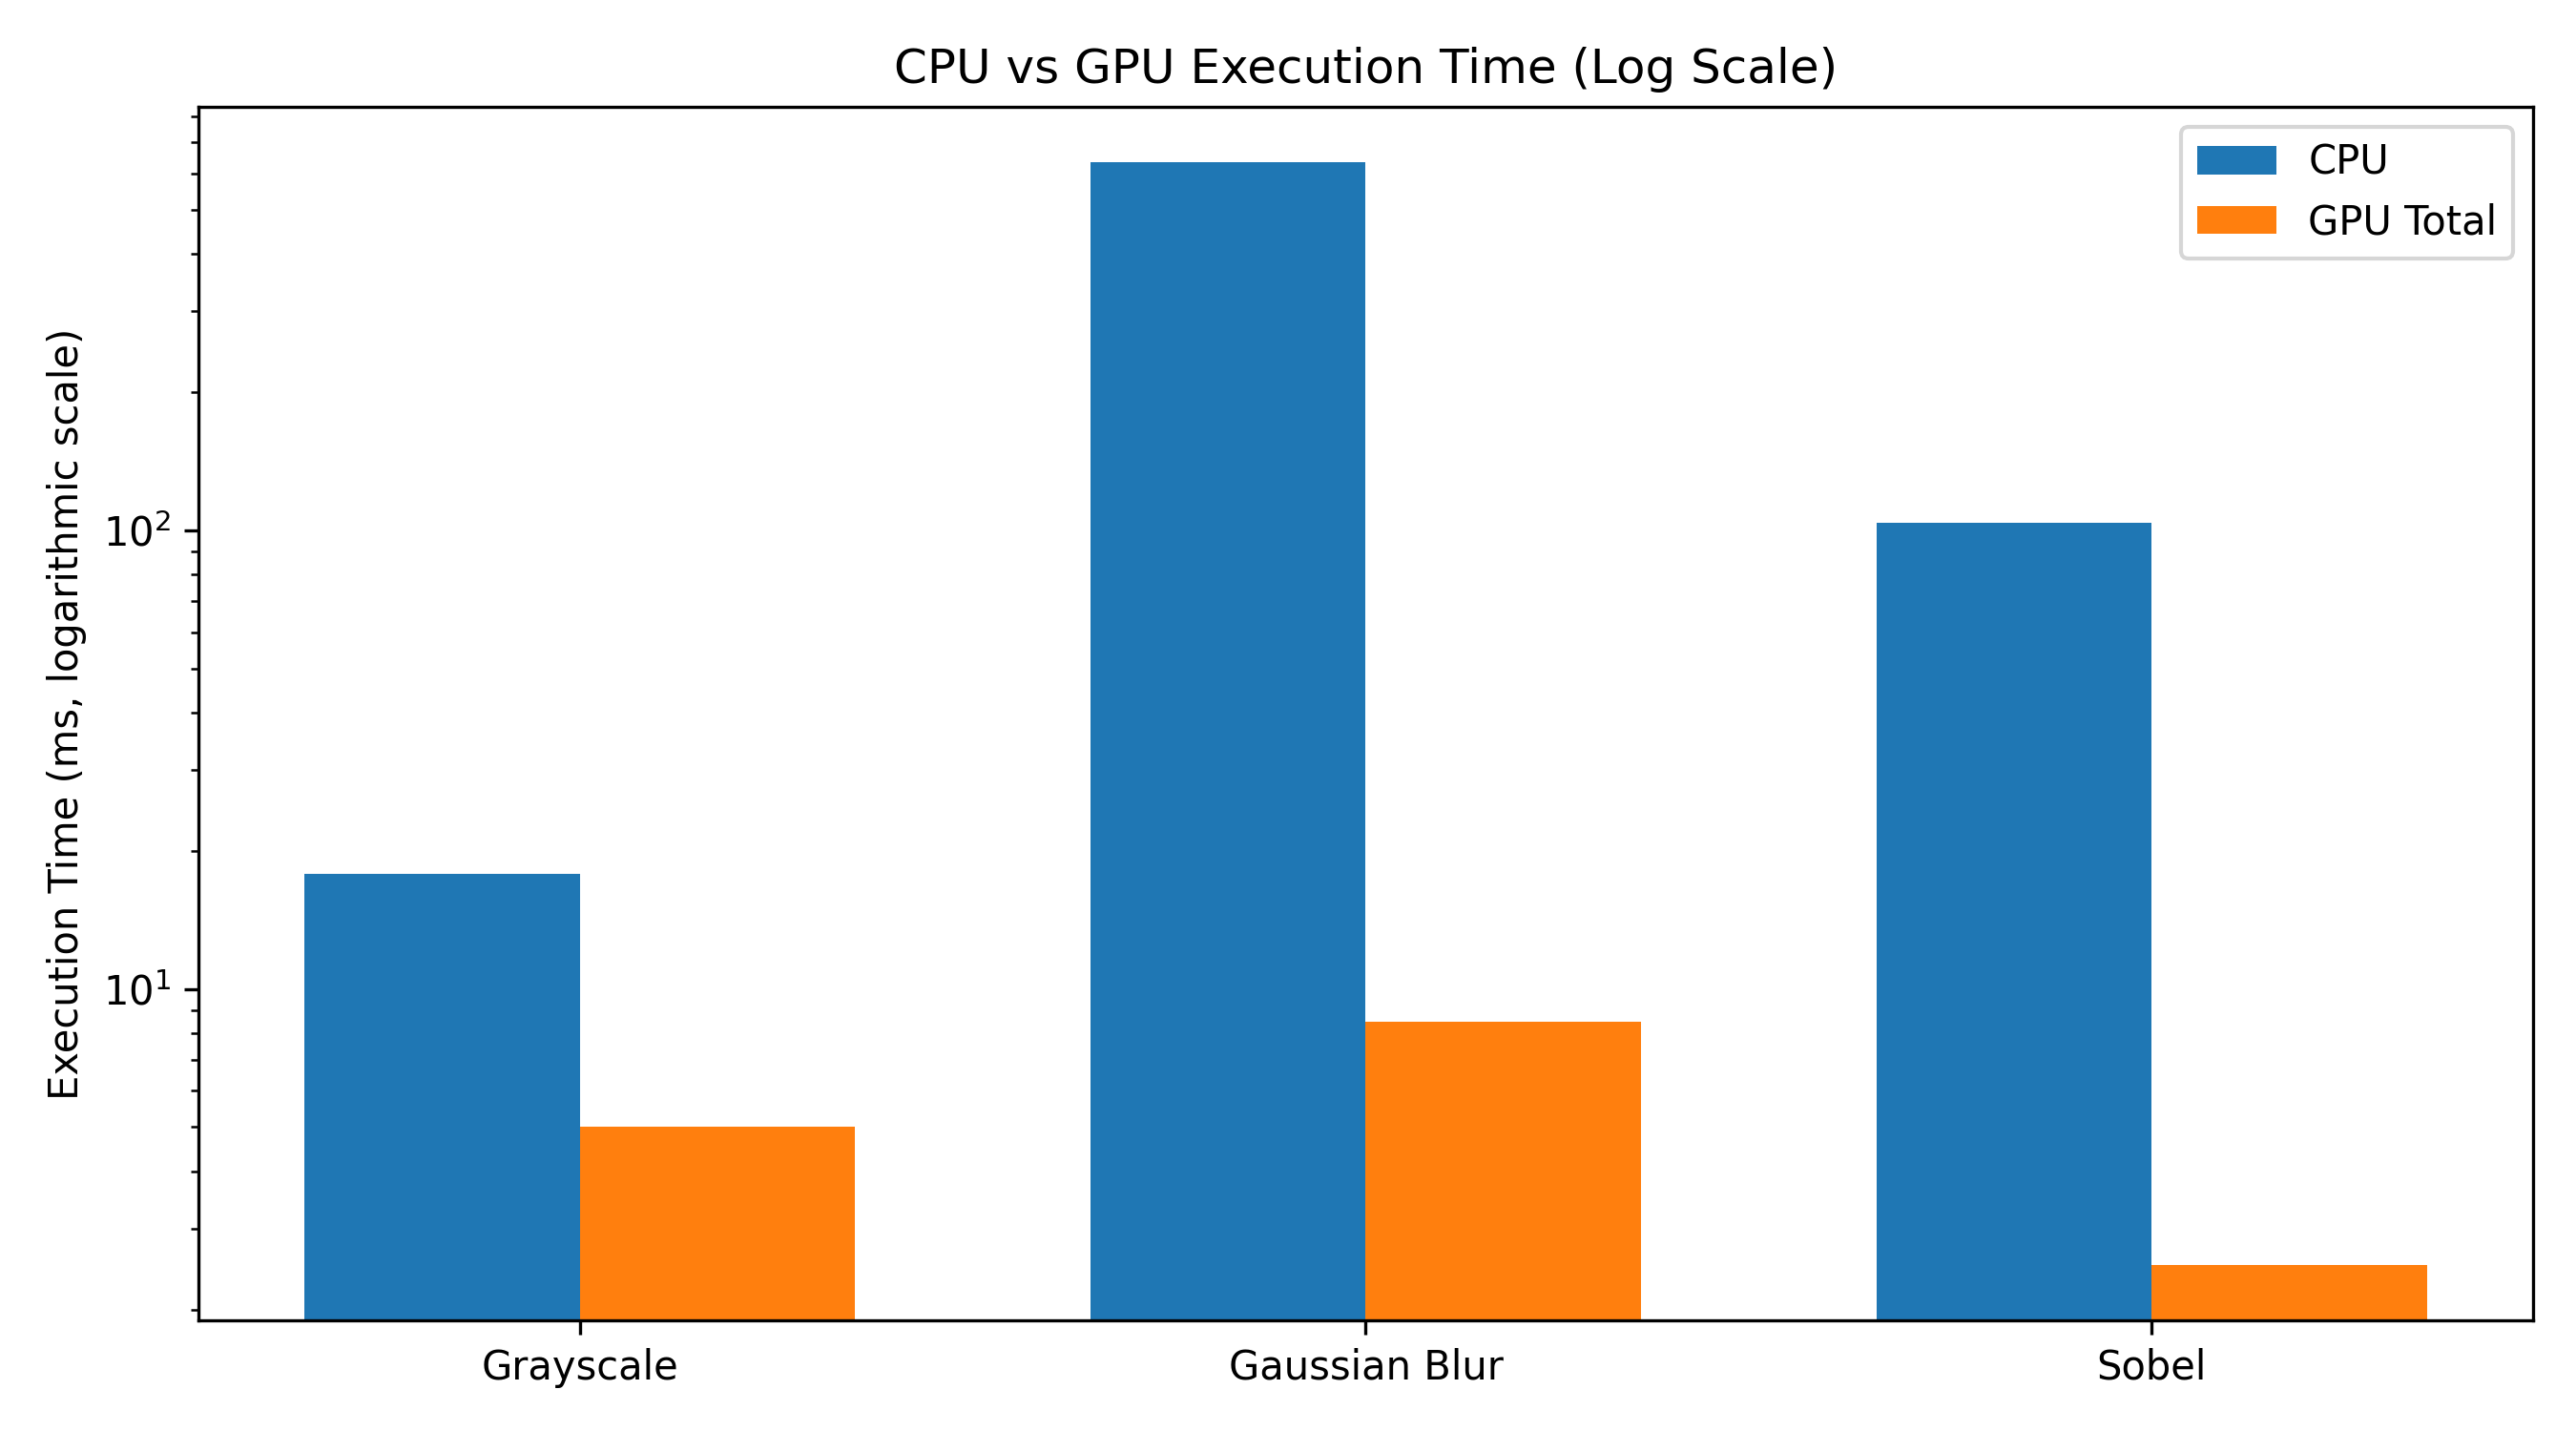 CPU vs GPU Execution Time (Log Scale)
CPU
GPU Total
Execution Time (ms, logarithmic scale)
10²
10¹
Grayscale
Gaussian Blur
Sobel